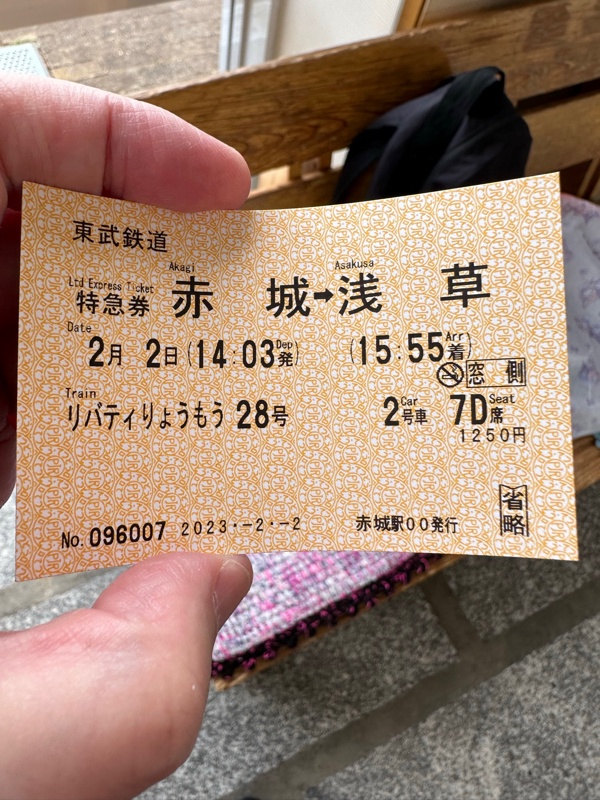 東武鉄道
Akagi Asakusa
Ltd Express Ticket
特急券 赤 城➡浅 草
Date Dep Arr
2月 2日(14:03発) (15:55着)
窓 側
Train Car Seat
リバティりょうもう 28号 2号車 7D席
1250円
省略
No.096007 2023.-2.-2 赤城駅00発行